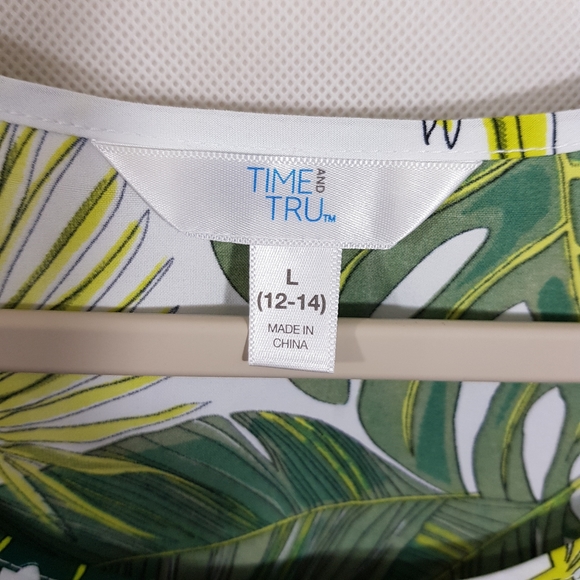 TIME AND
TRU™
L
(12-14)
MADE IN
CHINA